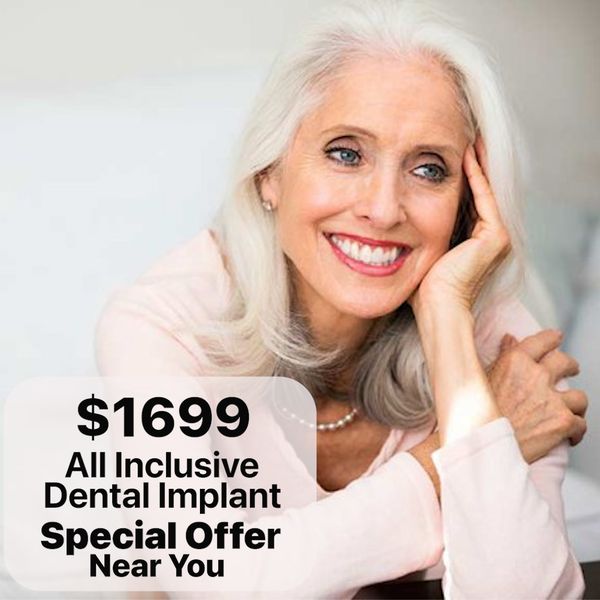 $1699
All Inclusive
Dental Implant
Special Offer
Near You